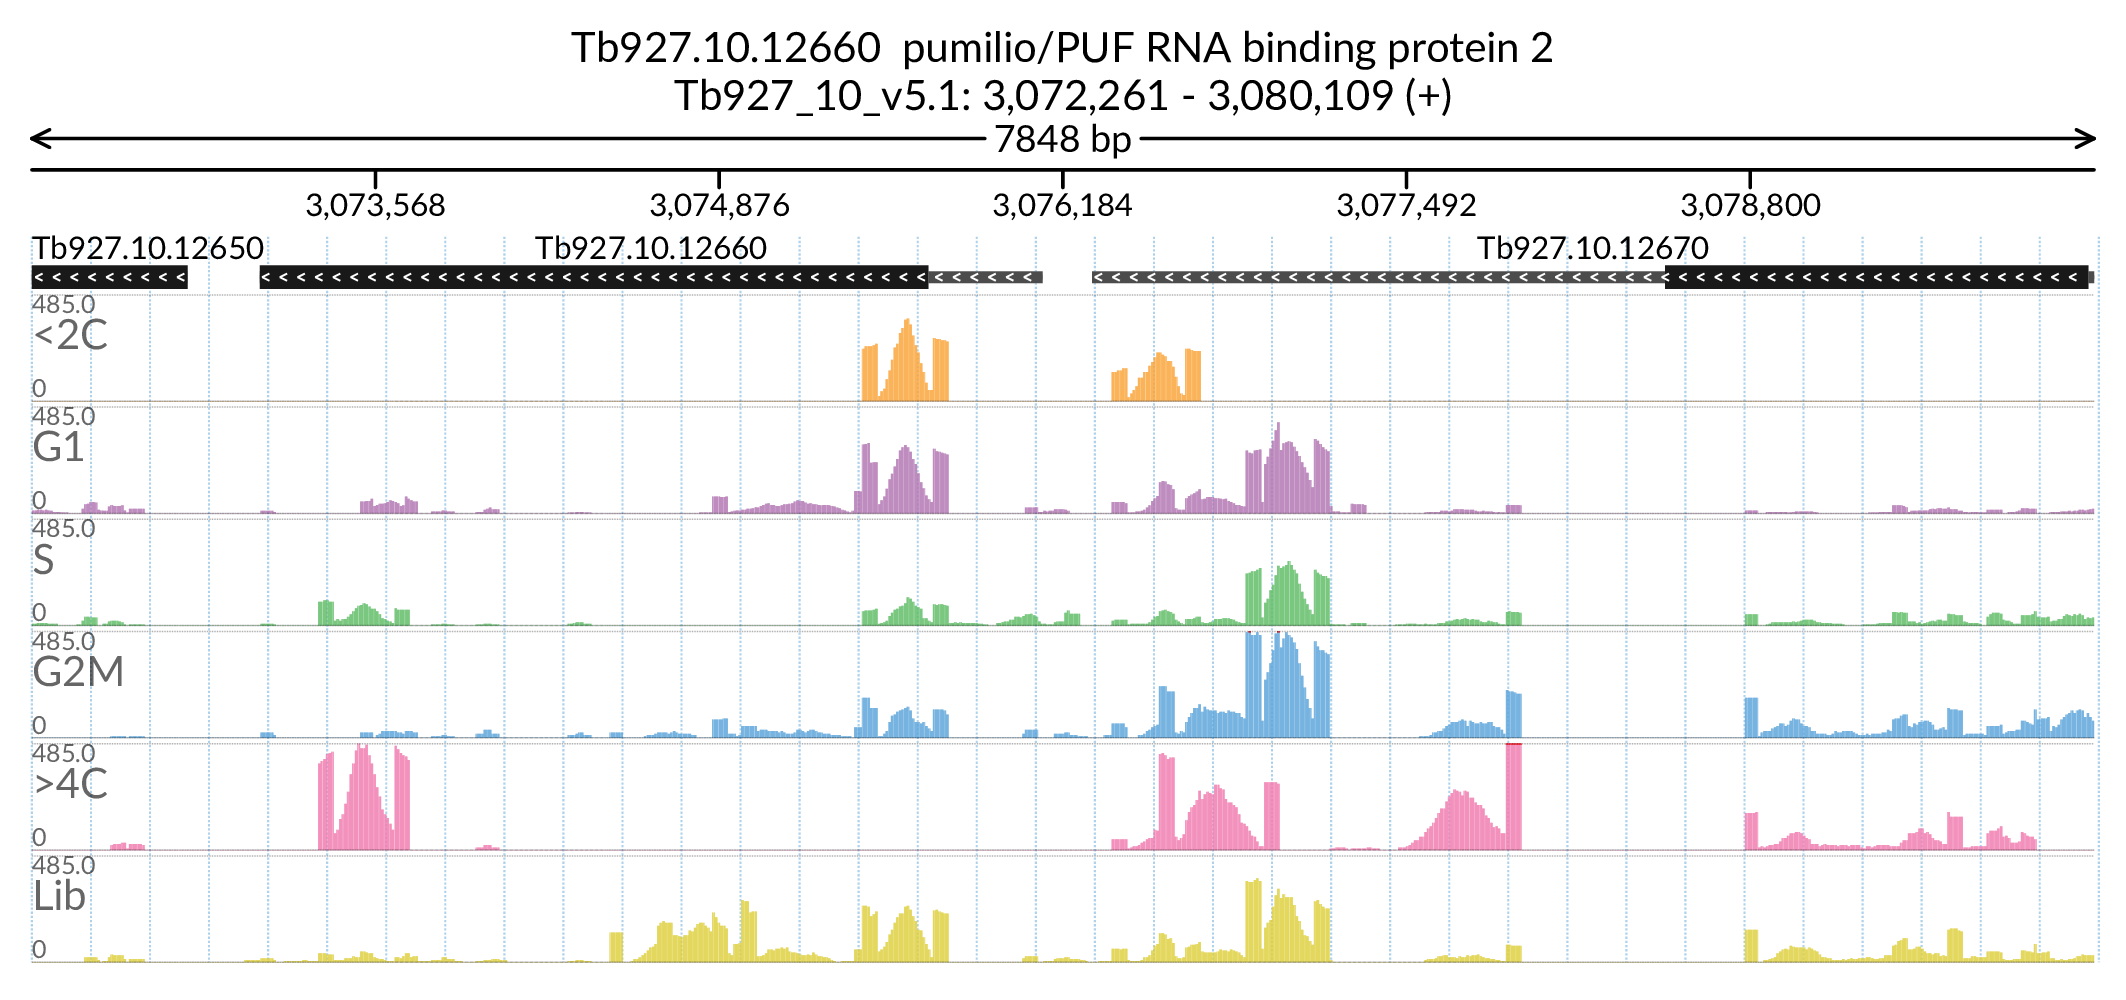 Tb927.10.12660 pumilio/PUF RNA binding protein 2
Tb927_10_v5.1: 3,072,261 - 3,080,109 (+)
7848 bp
3,073,568 3,074,876 3,076,184 3,077,492 3,078,800
Tb927.10.12650 Tb927.10.12660 Tb927.10.12670
485.0
<2C
0
485.0
G1
0
485.0
S
0
485.0
G2M
0
485.0
>4C
0
485.0
Lib
0